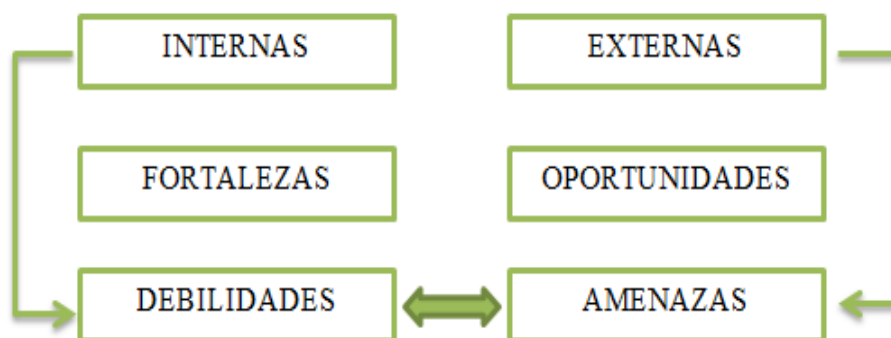 INTERNAS
EXTERNAS
FORTALEZAS
OPORTUNIDADES
DEBILIDADES
AMENAZAS